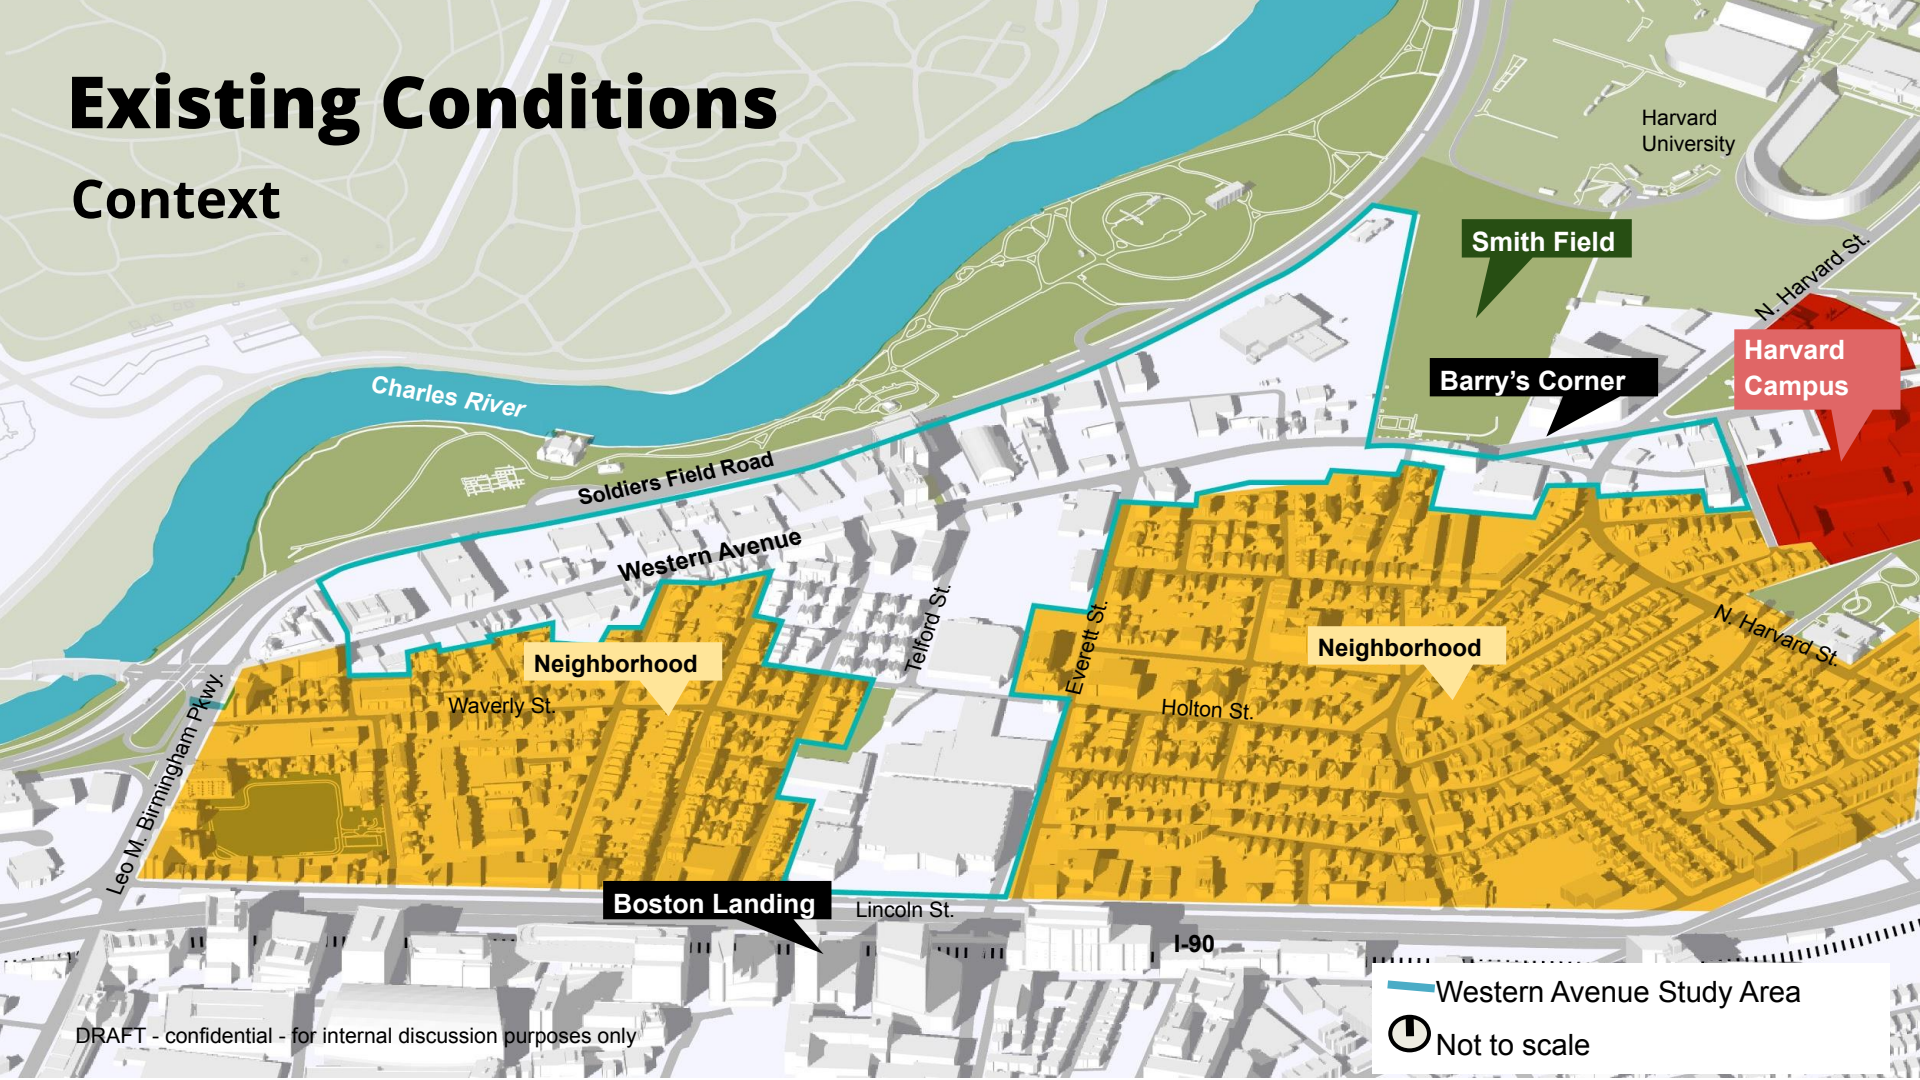 Existing Conditions
Context
Harvard
University
Smith Field
N. Harvard St.
Harvard
Campus
Barry's Corner
Charles River
Soldiers Field Road
Western Avenue
Telford St.
Everett St.
N. Harvard St.
Neighborhood
Neighborhood
Waverly St.
Holton St.
Leo M. Birmingham Pkwy.
Boston Landing
Lincoln St.
I-90
Western Avenue Study Area
Not to scale
DRAFT - confidential - for internal discussion purposes only